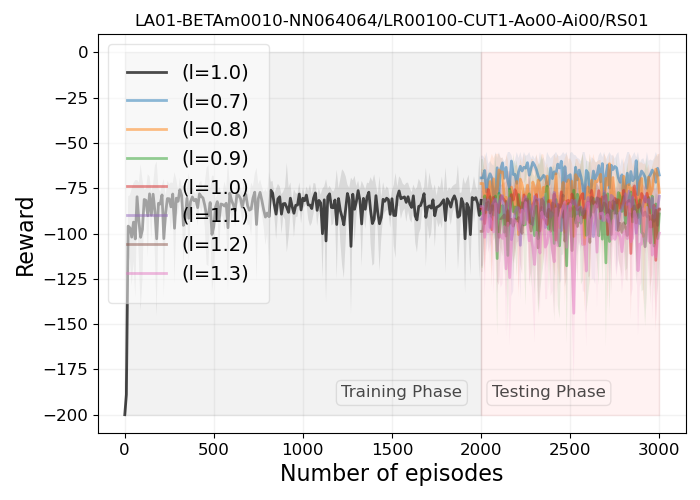 LA01-BETAm0010-NN064064/LR00100-CUT1-Ao00-Ai00/RS01
Reward
0
−25
−50
−75
−100
−125
−150
−175
−200
(l=1.0)
(l=0.7)
(l=0.8)
(l=0.9)
(l=1.0)
(l=1.1)
(l=1.2)
(l=1.3)
Training Phase
Testing Phase
0
500
1000
1500
2000
2500
3000
Number of episodes